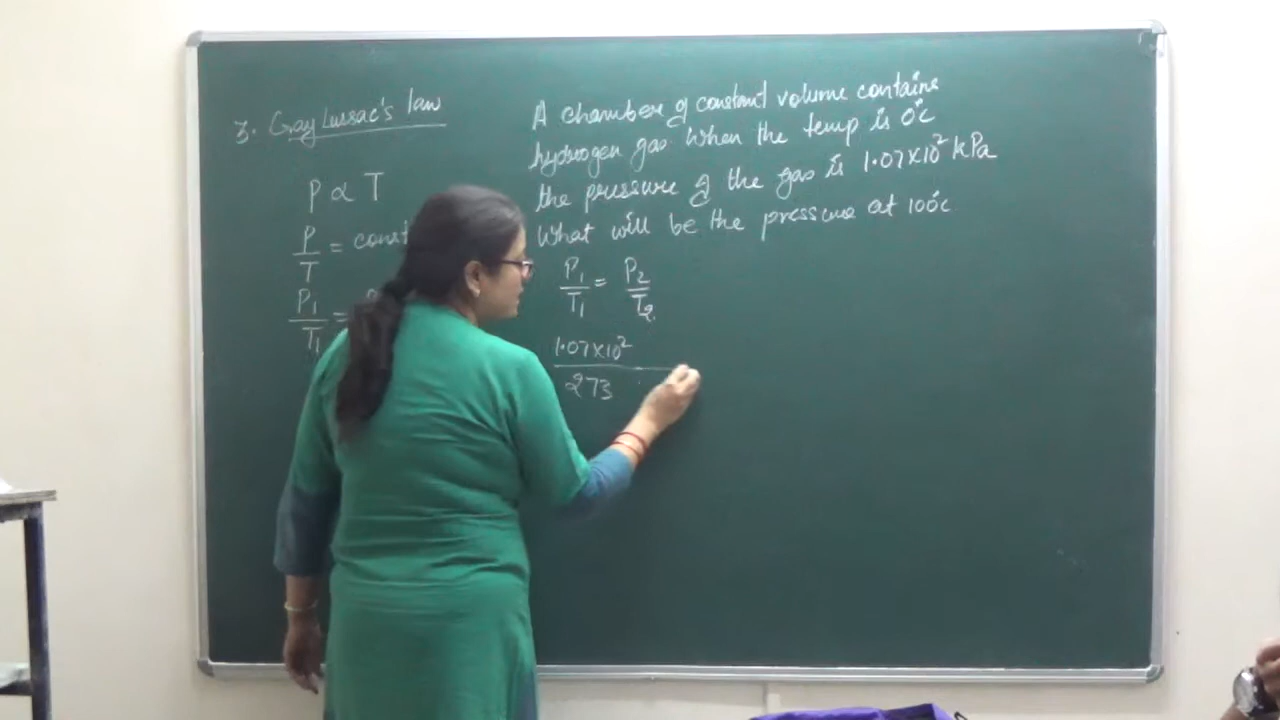 3. Gray Lussac's law
P ∝ T
P/T = const
P1/T1 =
A chamber of constant volume contains
hydrogen gas. When the temp is 0°C
the pressure of the gas is 1.07×10² kPa
What will be the pressure at 100°C
P1/T1 = P2/T2
1.07×10²/273